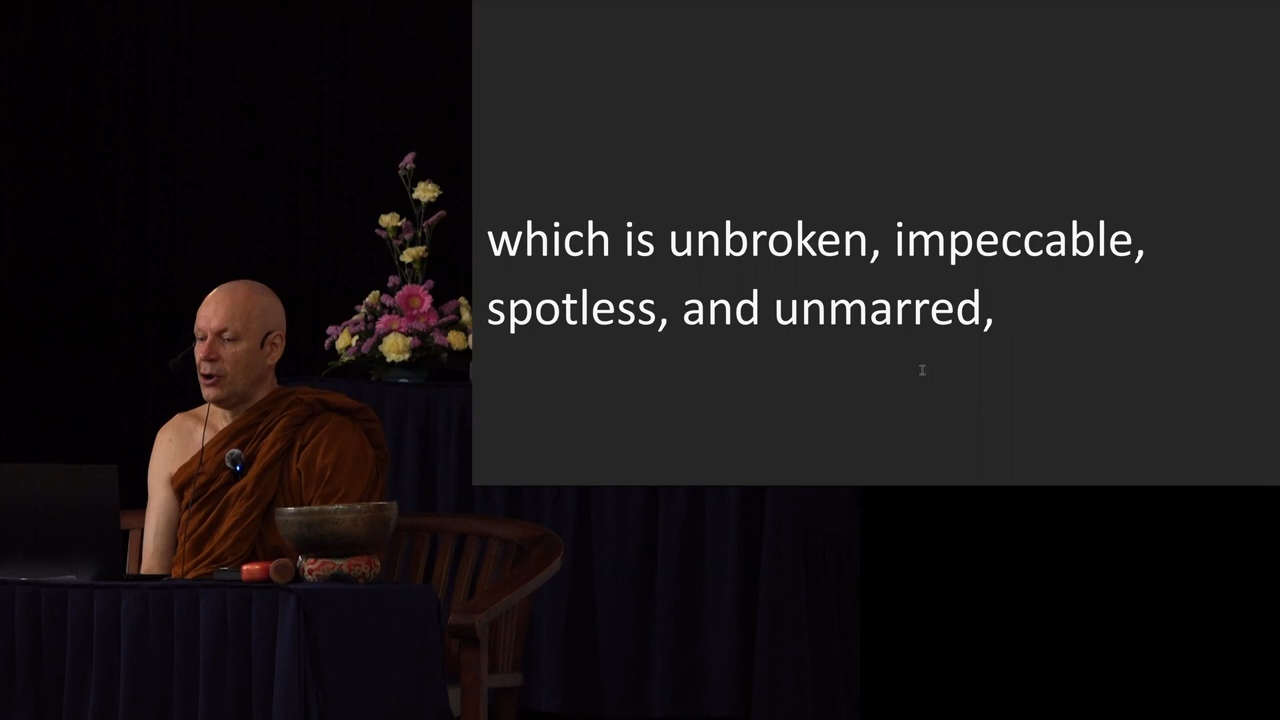 which is unbroken, impeccable,
spotless, and unmarred,